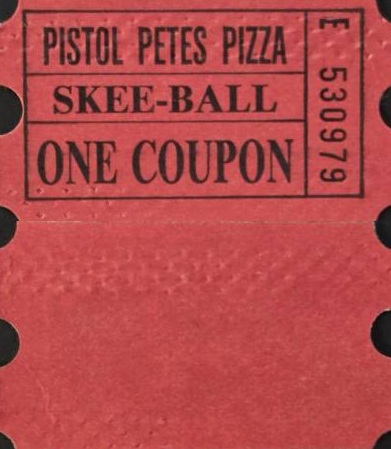 PISTOL PETES PIZZA
SKEE-BALL
ONE COUPON
E 530979